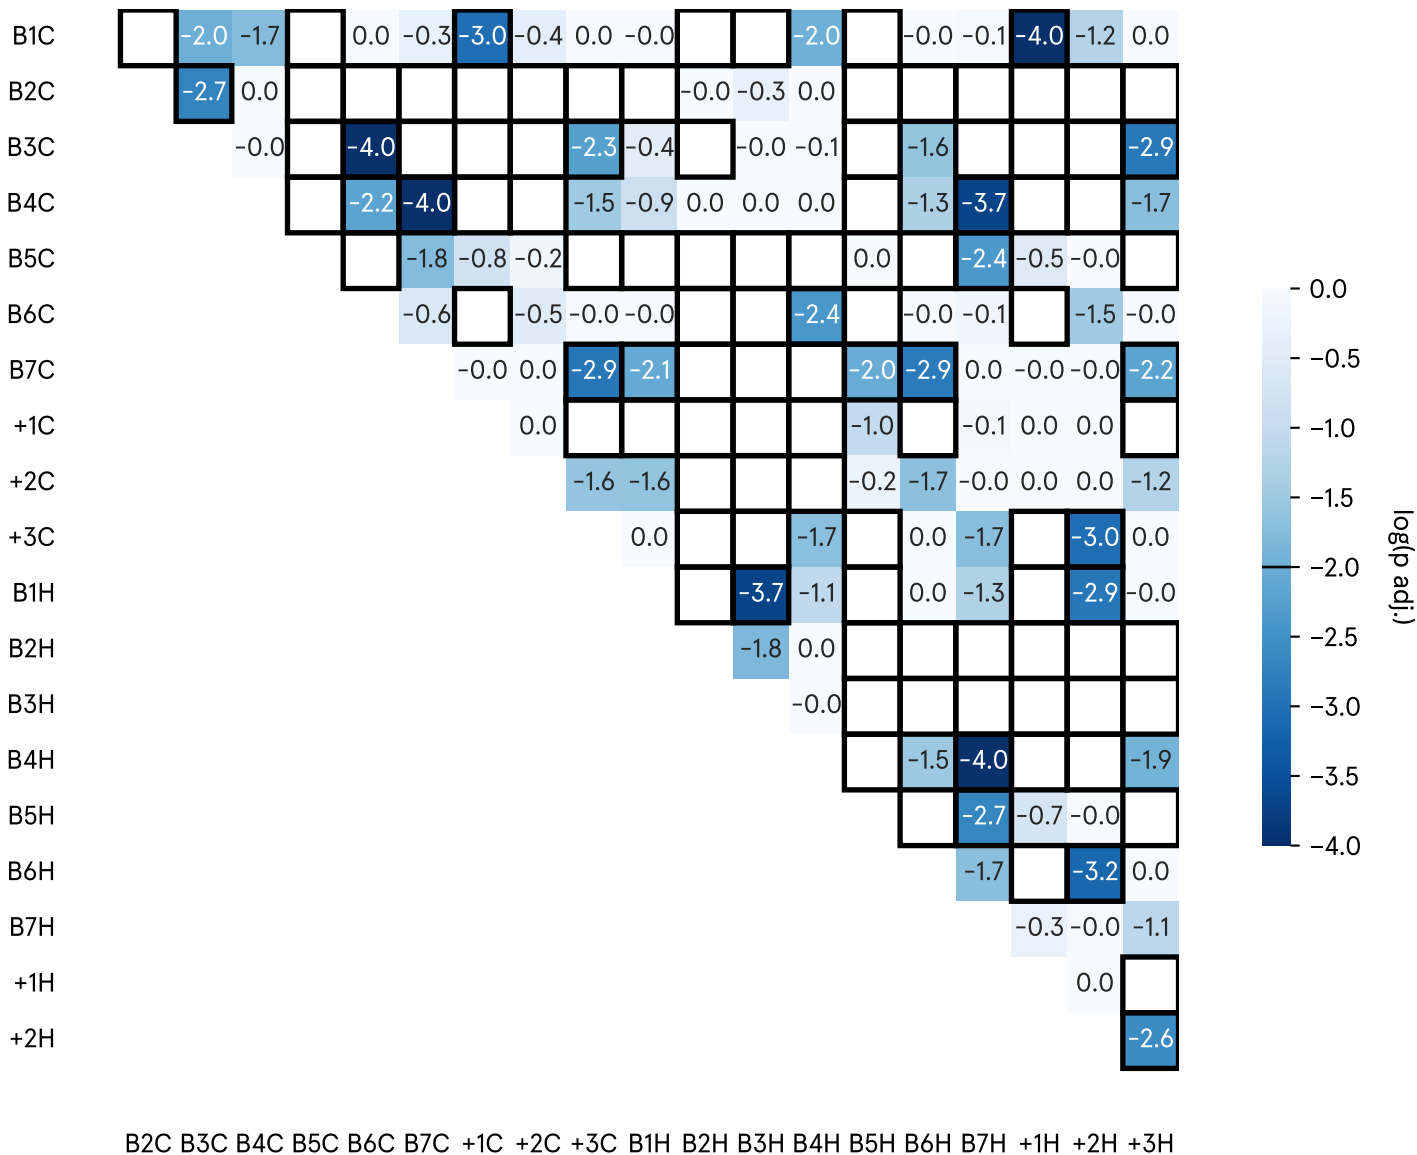 B1C −2.0 −1.7 0.0 −0.3 −3.0 −0.4 0.0 −0.0 −2.0 −0.0 −0.1 −4.0 −1.2 0.0
B2C −2.7 0.0 −0.0 −0.3 0.0
B3C −0.0 −4.0 −2.3 −0.4 −0.0 −0.1 −1.6 −2.9
B4C −2.2 −4.0 −1.5 −0.9 0.0 0.0 0.0 −1.3 −3.7 −1.7
B5C −1.8 −0.8 −0.2 0.0 −2.4 −0.5 −0.0
B6C −0.6 −0.5 −0.0 −0.0 −2.4 −0.0 −0.1 −1.5 −0.0
B7C −0.0 0.0 −2.9 −2.1 −2.0 −2.9 0.0 −0.0 −0.0 −2.2
+1C 0.0 −1.0 −0.1 0.0 0.0
+2C −1.6 −1.6 −0.2 −1.7 −0.0 0.0 0.0 −1.2
+3C 0.0 −1.7 0.0 −1.7 −3.0 0.0
B1H −3.7 −1.1 0.0 −1.3 −2.9 −0.0
B2H −1.8 0.0
B3H −0.0
B4H −1.5 −4.0 −1.9
B5H −2.7 −0.7 −0.0
B6H −1.7 −3.2 0.0
B7H −0.3 −0.0 −1.1
+1H 0.0
+2H −2.6
B2C B3C B4C B5C B6C B7C +1C +2C +3C B1H B2H B3H B4H B5H B6H B7H +1H +2H +3H
0.0
−0.5
−1.0
−1.5
−2.0
−2.5
−3.0
−3.5
−4.0
log(p adj.)